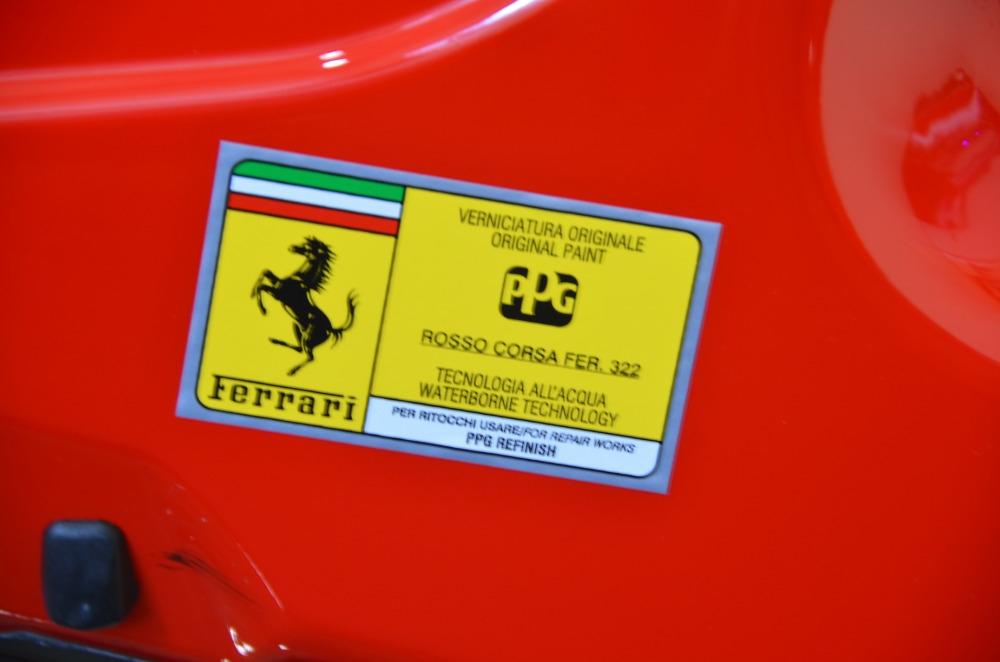 Ferrari
VERNICIATURA ORIGINALE
ORIGINAL PAINT
PPG
ROSSO CORSA FER. 322
TECNOLOGIA ALL'ACQUA
WATERBORNE TECHNOLOGY
PER RITOCCHI USARE/FOR REPAIR WORKS
PPG REFINISH